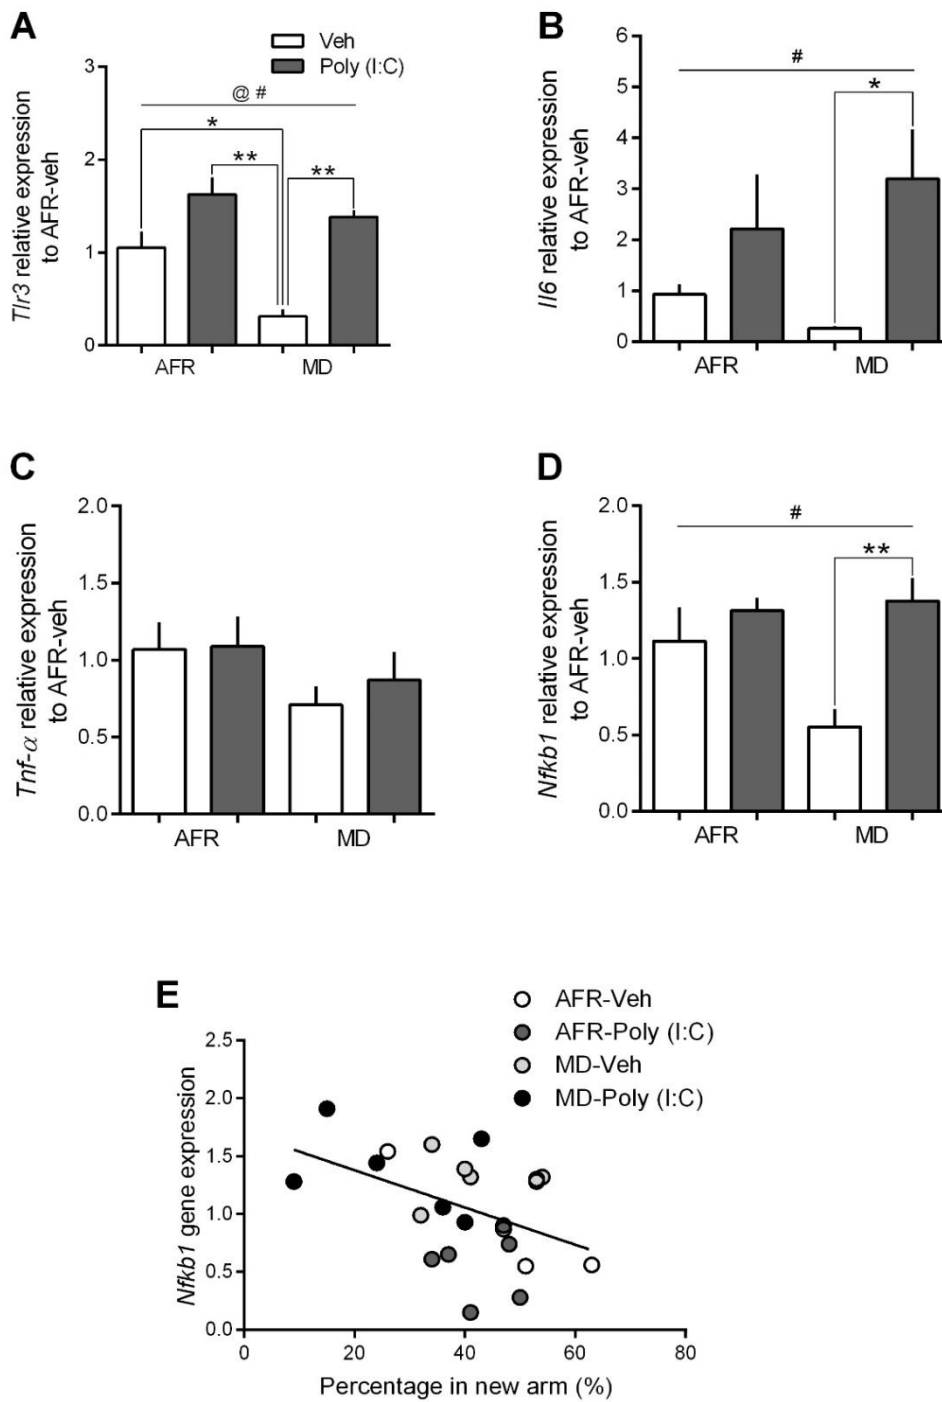 A
Veh
Poly (I:C)
Tlr3 relative expression
to AFR-veh
3
2
1
0
@ #
*
**
**
AFR
MD
B
Il6 relative expression
to AFR-veh
6
5
4
3
2
1
0
#
*
AFR
MD
C
Tnf-α relative expression
to AFR-veh
2.0
1.5
1.0
0.5
0.0
AFR
MD
D
Nfkb1 relative expression
to AFR-veh
2.0
1.5
1.0
0.5
0.0
#
**
AFR
MD
E
AFR-Veh
AFR-Poly (I:C)
MD-Veh
MD-Poly (I:C)
Nfkb1 gene expression
2.5
2.0
1.5
1.0
0.5
0.0
0
20
40
60
80
Percentage in new arm (%)